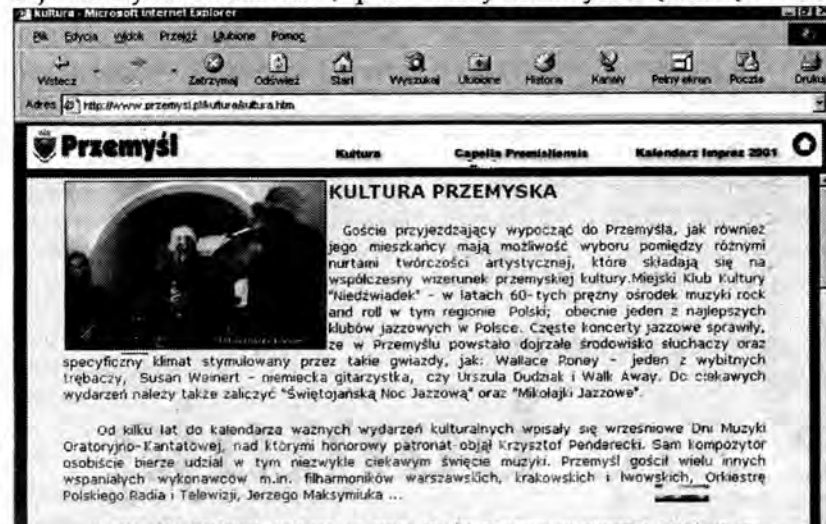 Kultura - Microsoft Internet Explorer
Plik Edycja Widok Przejdź Ulubione Pomoc
Wstecz Zatrzymaj Odśwież Start Wyszukaj Ulubione Historia Kanały Pełny ekran Poczta Drukuj
Adres http://www.przemysl.pl/kultura/kultura.htm
Przemyśl Kultura Capella Premisliensis Kalendarz Imprez 2001
KULTURA PRZEMYSKA
Goście przyjeżdżający wypocząć do Przemyśla, jak również
jego mieszkańcy mają możliwość wyboru pomiędzy różnymi
nurtami twórczości artystycznej, które składają się na
współczesny wizerunek przemyskiej kultury.Miejski Klub Kultury
"Niedźwiadek" - w latach 60-tych prężny ośrodek muzyki rock
and roll w tym regionie Polski; obecnie jeden z najlepszych
klubów jazzowych w Polsce. Częste koncerty jazzowe sprawiły,
że w Przemyślu powstało dojrzałe środowisko słuchaczy oraz
specyficzny klimat stymulowany przez takie gwiazdy, jak: Wallace Roney - jeden z wybitnych
trębaczy, Susan Weinert - niemiecka gitarzystka, czy Urszula Dudziak i Walk Away. Do ciekawych
wydarzeń należy także zaliczyć "Świętojańską Noc Jazzową" oraz "Mikołajki Jazzowe".
Od kilku lat do kalendarza ważnych wydarzeń kulturalnych wpisały się wrześniowe Dni Muzyki
Oratoryjno-Kantatowej, nad którymi honorowy patronat objął Krzysztof Penderecki. Sam kompozytor
osobiście bierze udział w tym niezwykle ciekawym święcie muzyki. Przemyśl gościł wielu innych
wspaniałych wykonawców m.in. filharmoników warszawskich, krakowskich i lwowskich, Orkiestrę
Polskiego Radia i Telewizji, Jerzego Maksymiuka ...